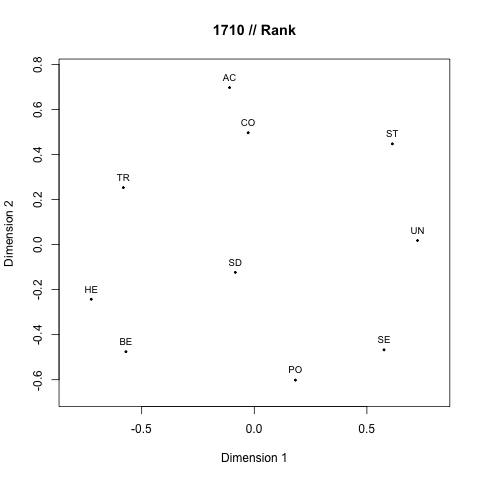 1710 // Rank
Dimension 2
0.8
0.6
0.4
0.2
0.0
-0.2
-0.4
-0.6
AC
CO
ST
TR
UN
SD
HE
BE
SE
PO
-0.5
0.0
0.5
Dimension 1